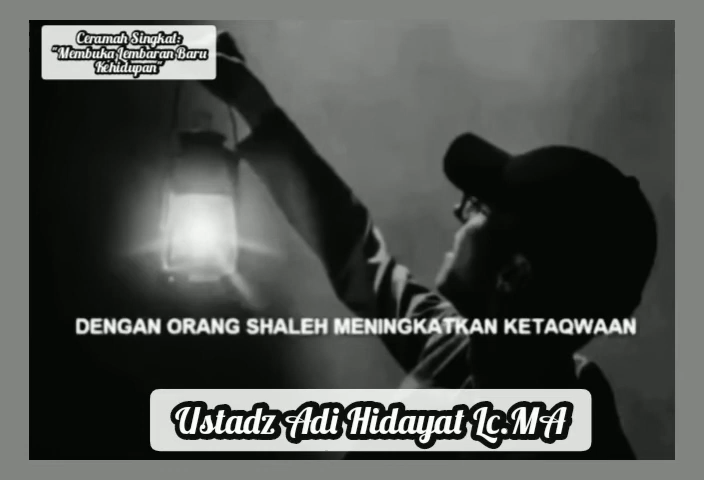 Ceramah Singkat:
"Membuka Lembaran Baru
Kehidupan"
DENGAN ORANG SHALEH MENINGKATKAN KETAQWAAN
Ustadz Adi Hidayat Lc.MA